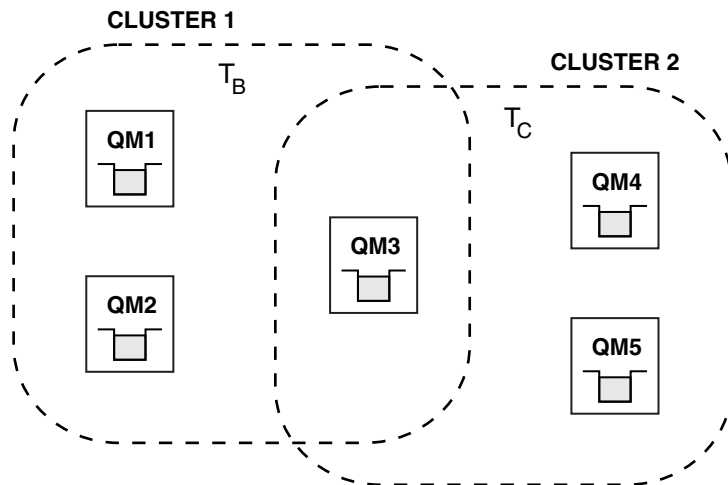 CLUSTER 1
CLUSTER 2
T_B
T_C
QM1
QM4
QM3
QM2
QM5